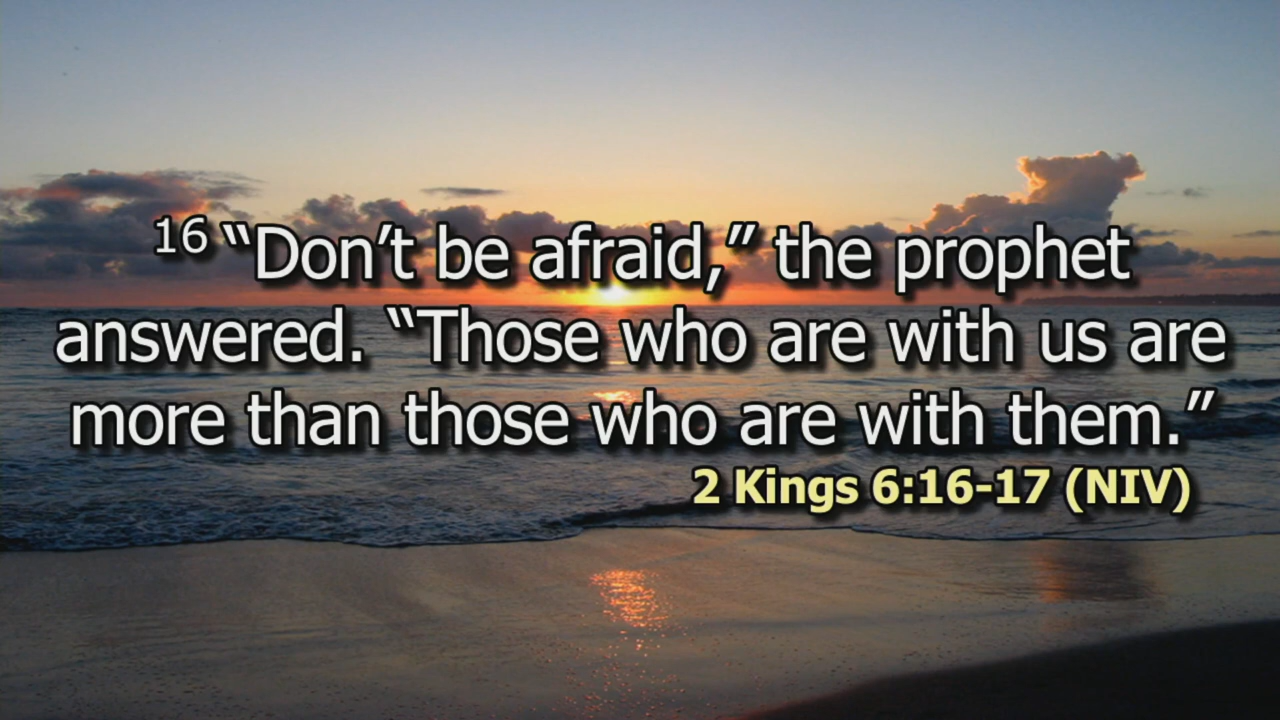 16 “Don’t be afraid,” the prophet
answered. “Those who are with us are
more than those who are with them.”
2 Kings 6:16-17 (NIV)